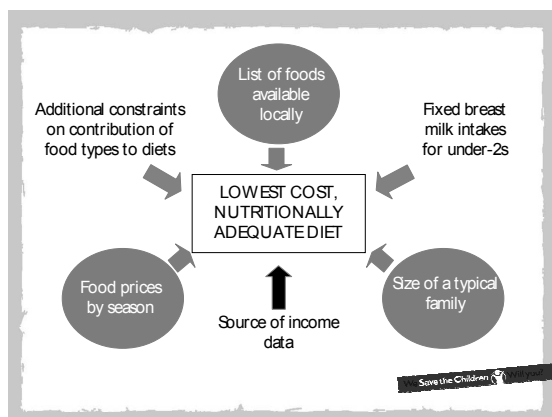 List of foods
available
locally
Additional constraints
on contribution of
food types to diets
Fixed breast
milk intakes
for under-2s
LOWEST COST,
NUTRITIONALLY
ADEQUATE DIET
Food prices
by season
Size of a typical
family
Source of income
data
Save the Children
Will you?